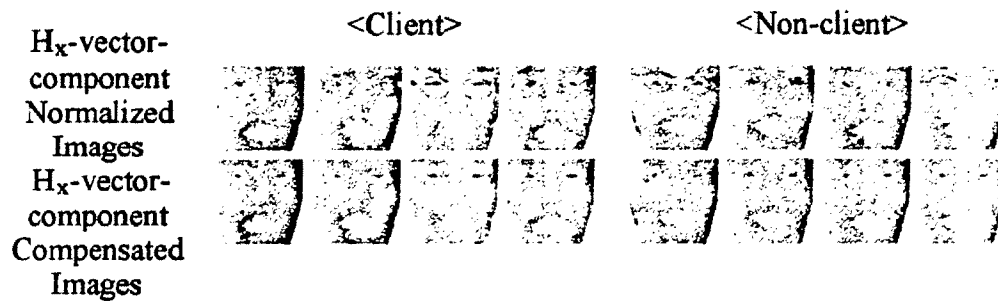 <Client> <Non-client>
Hₓ-vector-
component
Normalized
Images
Hₓ-vector-
component
Compensated
Images